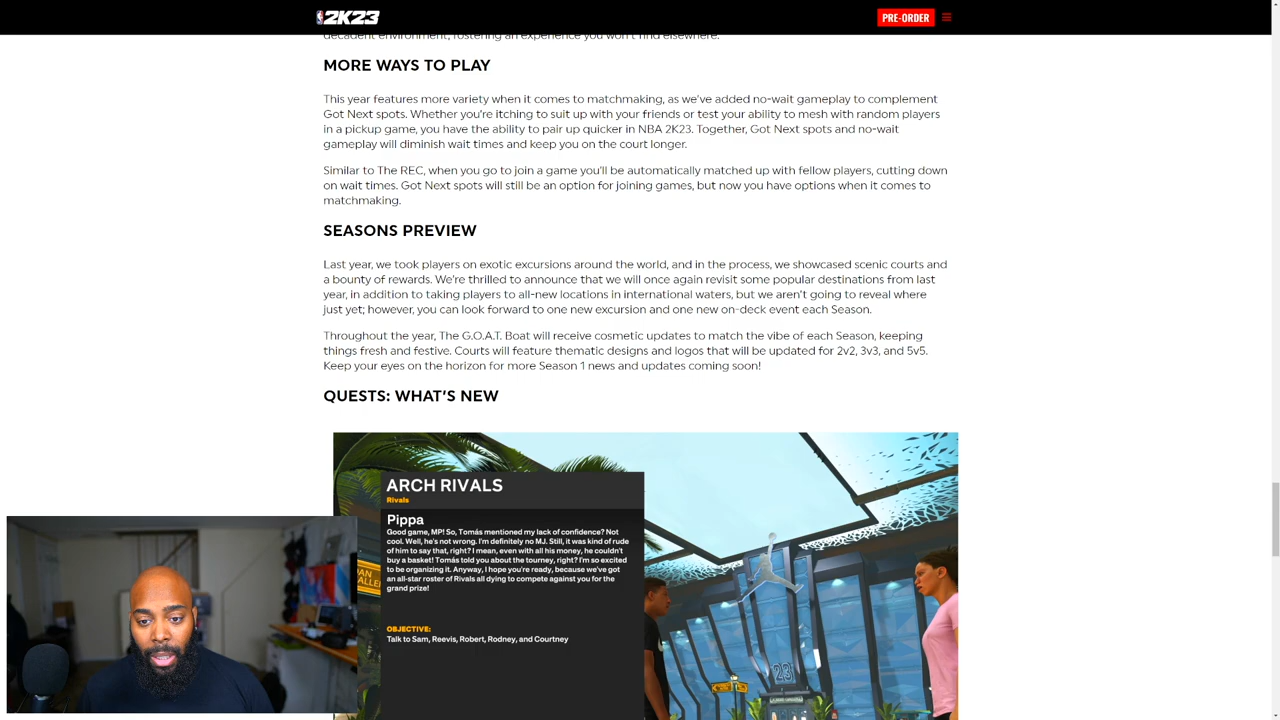 2K23
PRE-ORDER
decadent environment, fostering an experience you won't find elsewhere.
MORE WAYS TO PLAY
This year features more variety when it comes to matchmaking, as we've added no-wait gameplay to complement
Got Next spots. Whether you're itching to suit up with your friends or test your ability to mesh with random players
in a pickup game, you have the ability to pair up quicker in NBA 2K23. Together, Got Next spots and no-wait
gameplay will diminish wait times and keep you on the court longer.
Similar to The REC, when you go to join a game you'll be automatically matched up with fellow players, cutting down
on wait times. Got Next spots will still be an option for joining games, but now you have options when it comes to
matchmaking.
SEASONS PREVIEW
Last year, we took players on exotic excursions around the world, and in the process, we showcased scenic courts and
a bounty of rewards. We're thrilled to announce that we will once again revisit some popular destinations from last
year, in addition to taking players to all-new locations in international waters, but we aren't going to reveal where
just yet; however, you can look forward to one new excursion and one new on-deck event each Season.
Throughout the year, The G.O.A.T. Boat will receive cosmetic updates to match the vibe of each Season, keeping
things fresh and festive. Courts will feature thematic designs and logos that will be updated for 2v2, 3v3, and 5v5.
Keep your eyes on the horizon for more Season 1 news and updates coming soon!
QUESTS: WHAT'S NEW
ARCH RIVALS
Rivals
Pippa
Good game, MP! So, Tomás mentioned my lack of confidence? Not
cool. Well, he's not wrong. I'm definitely no MJ. Still, it was kind of rude
of him to say that, right? I mean, even with all his money, he couldn't
buy a basket! Tomás told you about the tourney, right? I'm so excited
to be organizing it. Anyway, I hope you're ready, because we've got
an all-star roster of Rivals all dying to compete against you for the
grand prize!
OBJECTIVE:
Talk to Sam, Reevis, Robert, Rodney, and Courtney
23